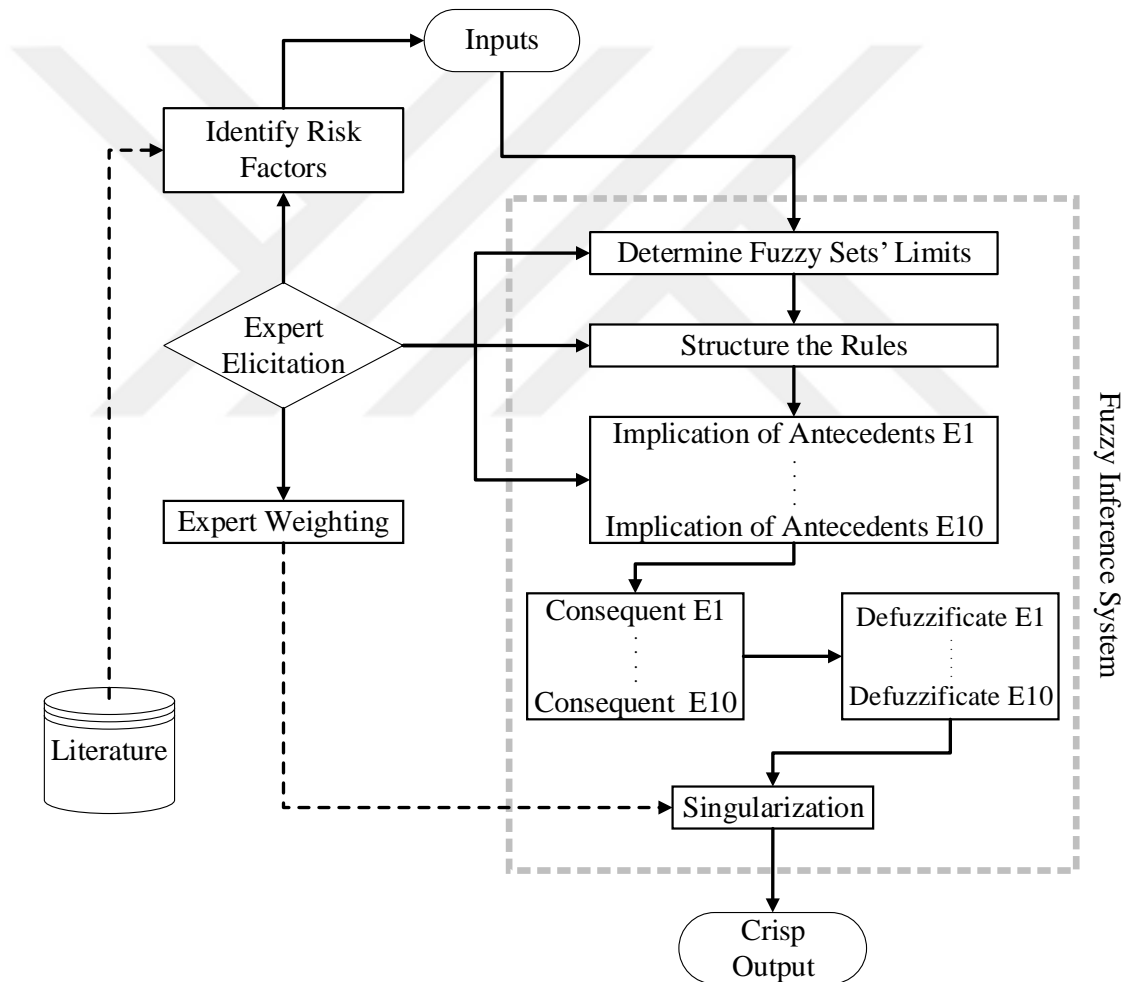 Inputs
Identify Risk
Factors
Determine Fuzzy Sets' Limits
Expert
Elicitation
Structure the Rules
Implication of Antecedents E1
Implication of Antecedents E10
Fuzzy Inference System
Expert Weighting
Consequent E1
Consequent E10
Defuzzificate E1
Defuzzificate E10
Literature
Singularization
Crisp
Output